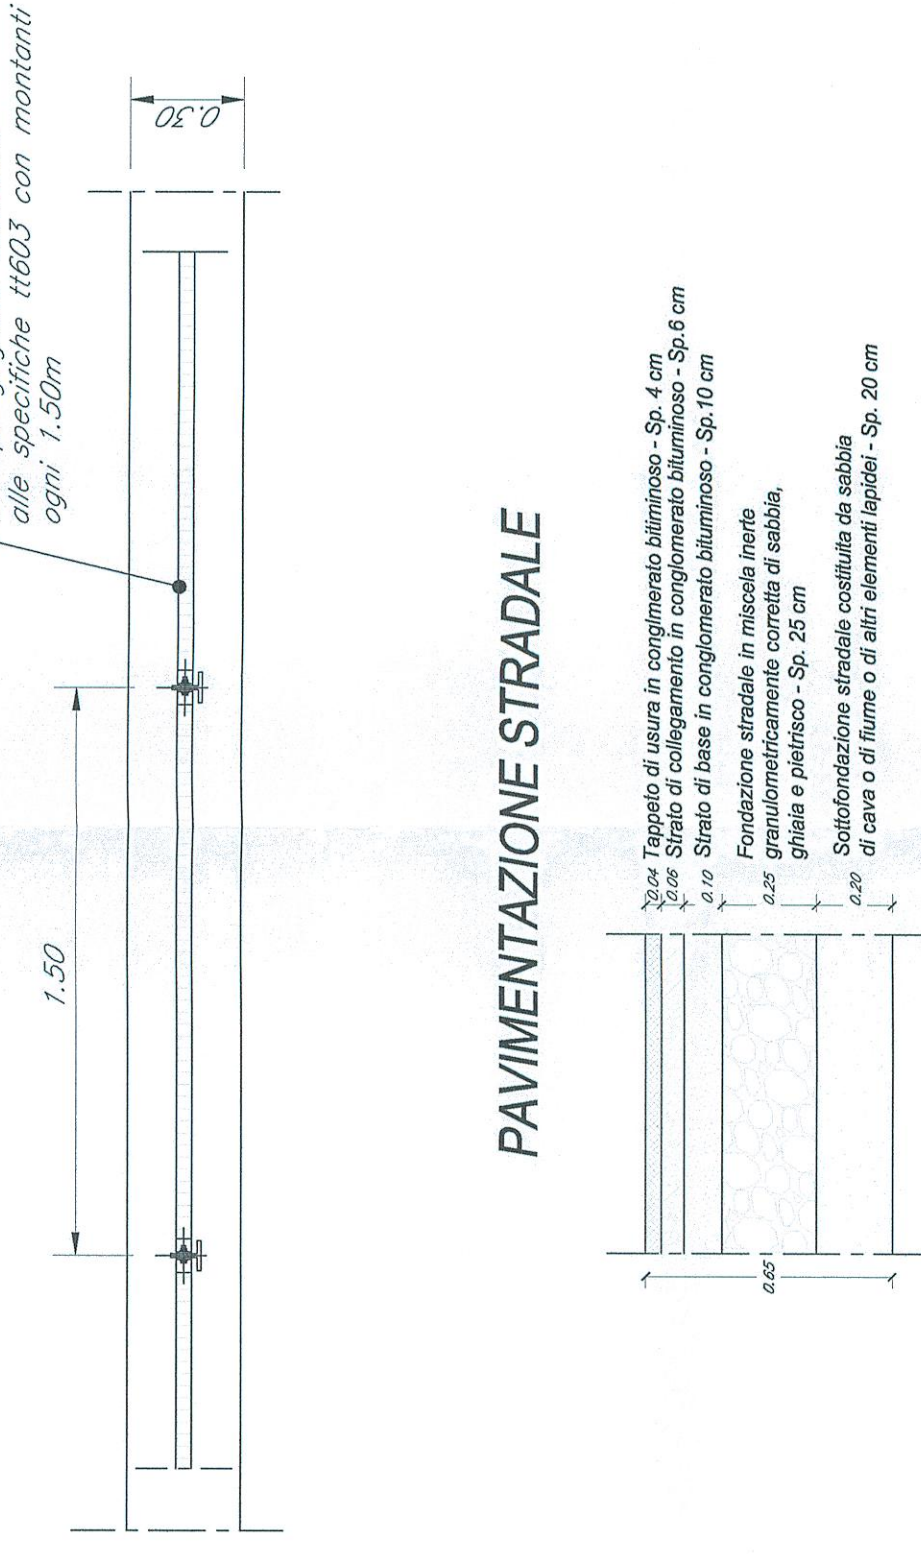 alle specifiche tt603 con montanti
ogni 1.50m
0.30
1.50
PAVIMENTAZIONE STRADALE
0.04 Tappeto di usura in conglmerato bitiminoso - Sp. 4 cm
0.06 Strato di collegamento in conglomerato bituminoso - Sp.6 cm
0.10 Strato di base in conglomerato bituminoso - Sp.10 cm
Fondazione stradale in miscela inerte
0.25 granulometricamente corretta di sabbia,
ghiaia e pietrisco - Sp. 25 cm
Sottofondazione stradale costituita da sabbia
0.20 di cava o di fiume o di altri elementi lapidei - Sp. 20 cm
0.65